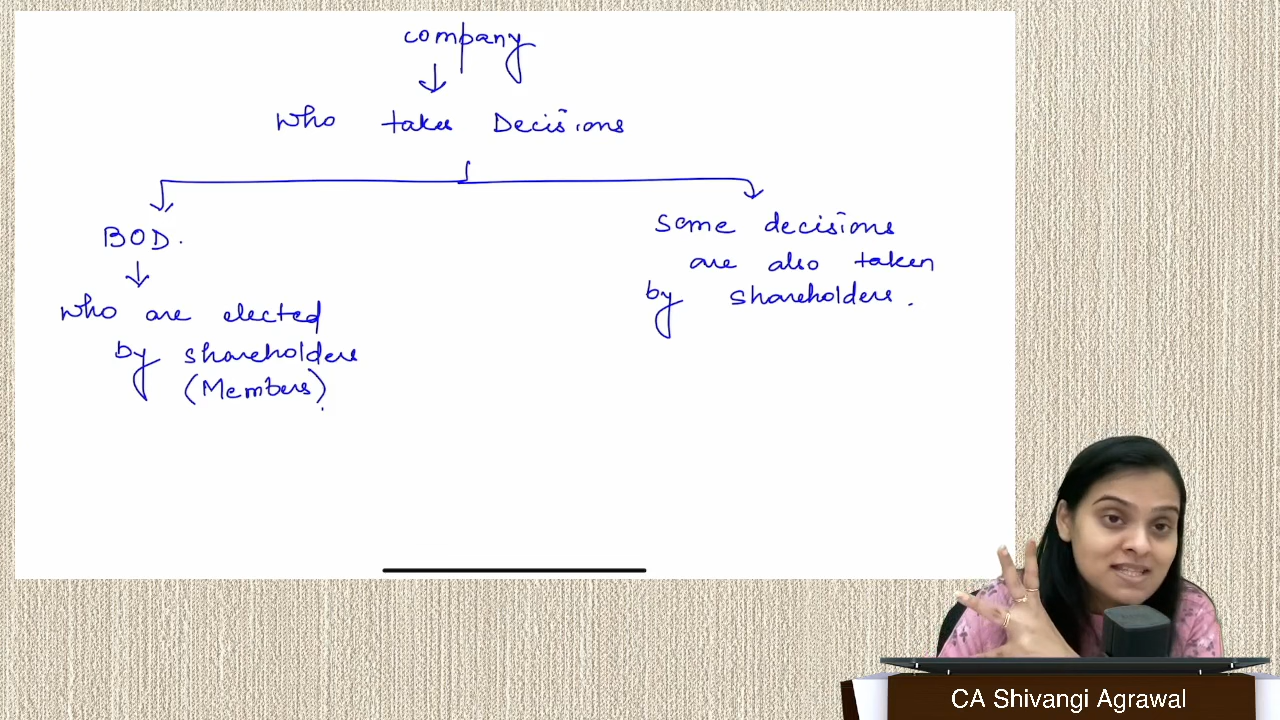 company
Who takes Decisions
BOD.
Who are elected
by shareholders
(Members)
Some decisions
are also taken
by shareholders.
CA Shivangi Agrawal